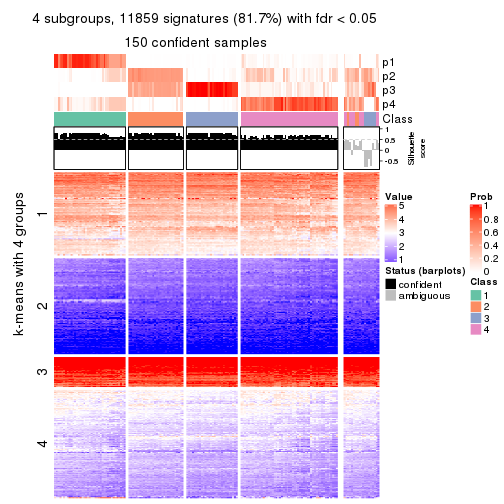 4 subgroups, 11859 signatures (81.7%) with fdr < 0.05
150 confident samples
p1
p2
p3
p4
Class
1
0.5
0
-0.5
Silhouette
score
k-means with 4 groups
1
2
3
4
Value
5
4
3
2
1
Status (barplots)
confident
ambiguous
Prob
1
0.8
0.6
0.4
0.2
0
Class
1
2
3
4